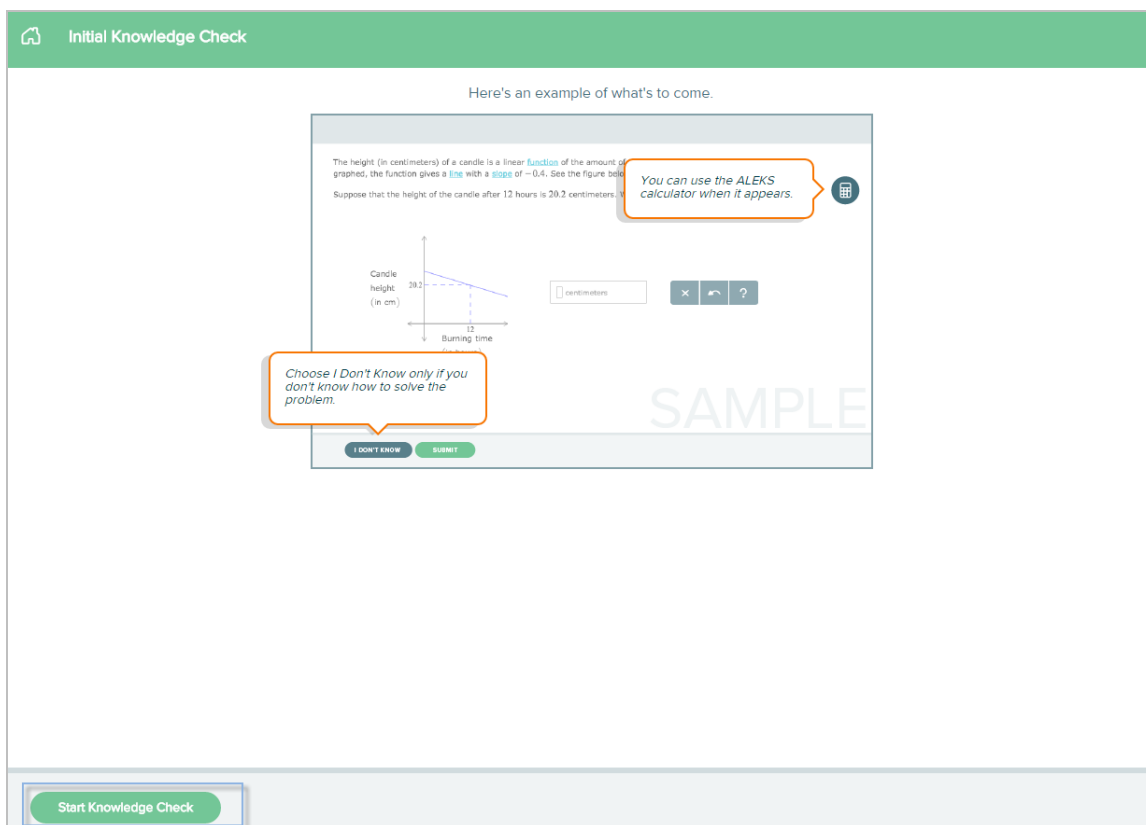 Initial Knowledge Check
Here's an example of what's to come.
The height (in centimeters) of a candle is a linear function of the amount of
graphed, the function gives a line with a slope of −0.4. See the figure belo
Suppose that the height of the candle after 12 hours is 20.2 centimeters.
You can use the ALEKS
calculator when it appears.
Candle
height
(in cm)
20.2
12
Burning time
centimeters
× ?
Choose I Don't Know only if you
don't know how to solve the
problem.
SAMPLE
I DON'T KNOW
SUBMIT
Start Knowledge Check